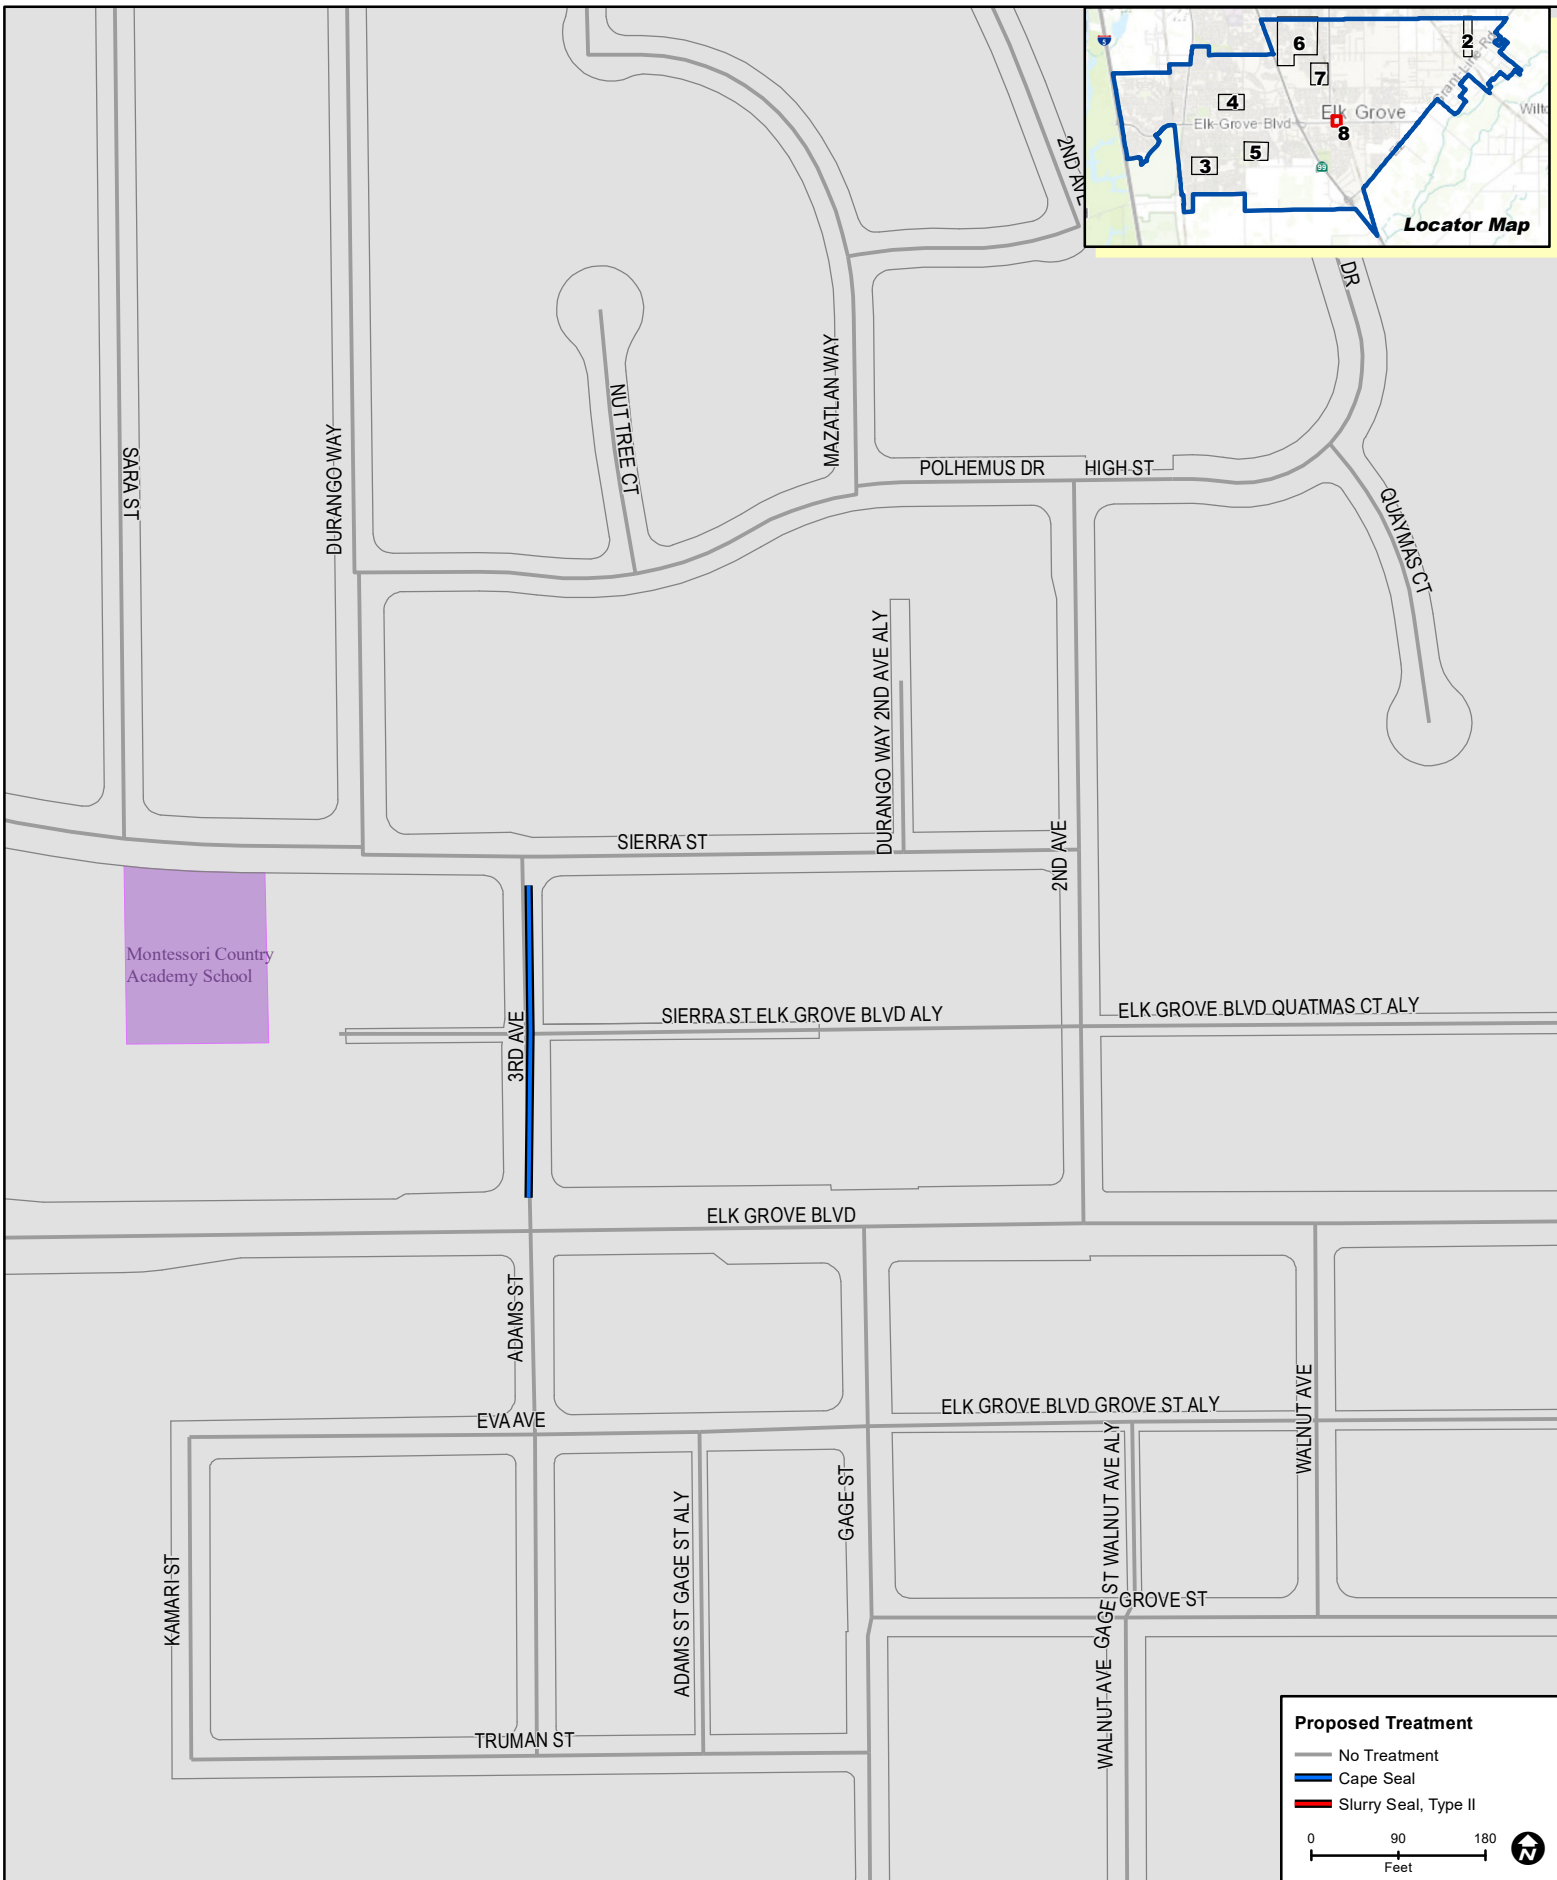 6
2
7
4
Elk Grove
Elk Grove Blvd
8
5
3
99
Grant Line Rd
Locator Map
2ND AVE
DR
MAZATLAN WAY
NUT TREE CT
DURANGO WAY
SARA ST
POLHEMUS DR
HIGH ST
QUAYMAS CT
DURANGO WAY 2ND AVE ALY
SIERRA ST
2ND AVE
Montessori Country
Academy School
3RD AVE
SIERRA ST ELK GROVE BLVD ALY
ELK GROVE BLVD QUATMAS CT ALY
ELK GROVE BLVD
ADAMS ST
EVA AVE
ELK GROVE BLVD GROVE ST ALY
WALNUT AVE
GAGE ST
GAGE ST WALNUT AVE ALY
ADAMS ST GAGE ST ALY
KAMARI ST
GROVE ST
WALNUT AVE
TRUMAN ST
Proposed Treatment
No Treatment
Cape Seal
Slurry Seal, Type II
0 90 180
Feet
N